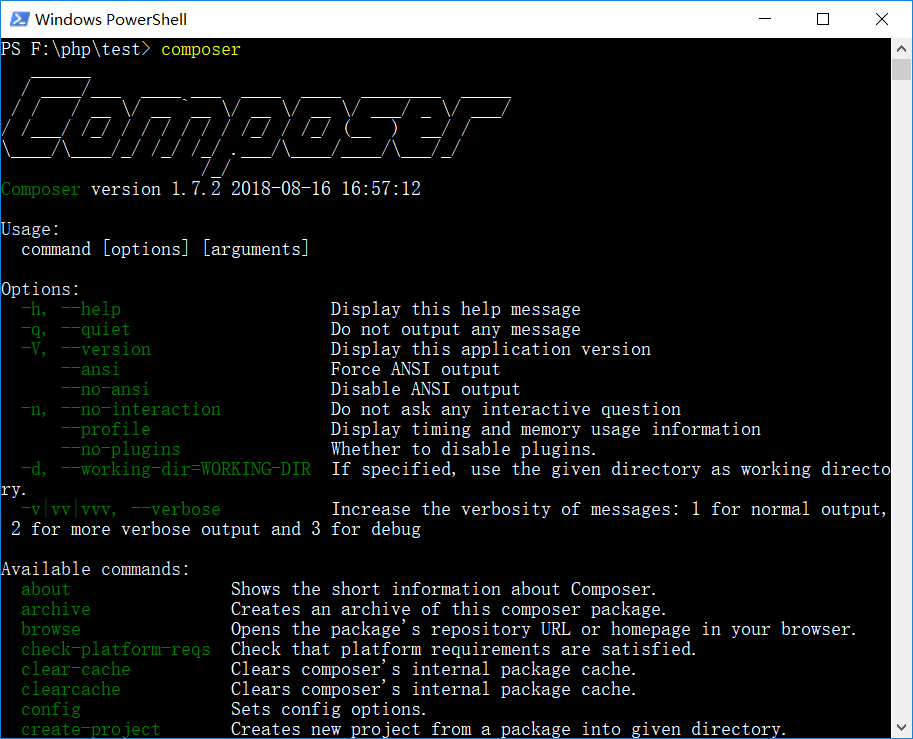 Windows PowerShell
PS F:\php\test> composer
Composer
Composer version 1.7.2 2018-08-16 16:57:12
Usage:
command [options] [arguments]
Options:
-h, --help Display this help message
-q, --quiet Do not output any message
-V, --version Display this application version
--ansi Force ANSI output
--no-ansi Disable ANSI output
-n, --no-interaction Do not ask any interactive question
--profile Display timing and memory usage information
--no-plugins Whether to disable plugins.
-d, --working-dir=WORKING-DIR If specified, use the given directory as working directo
ry.
-v|vv|vvv, --verbose Increase the verbosity of messages: 1 for normal output,
2 for more verbose output and 3 for debug
Available commands:
about Shows the short information about Composer.
archive Creates an archive of this composer package.
browse Opens the package's repository URL or homepage in your browser.
check-platform-reqs Check that platform requirements are satisfied.
clear-cache Clears composer's internal package cache.
clearcache Clears composer's internal package cache.
config Sets config options.
create-project Creates new project from a package into given directory.